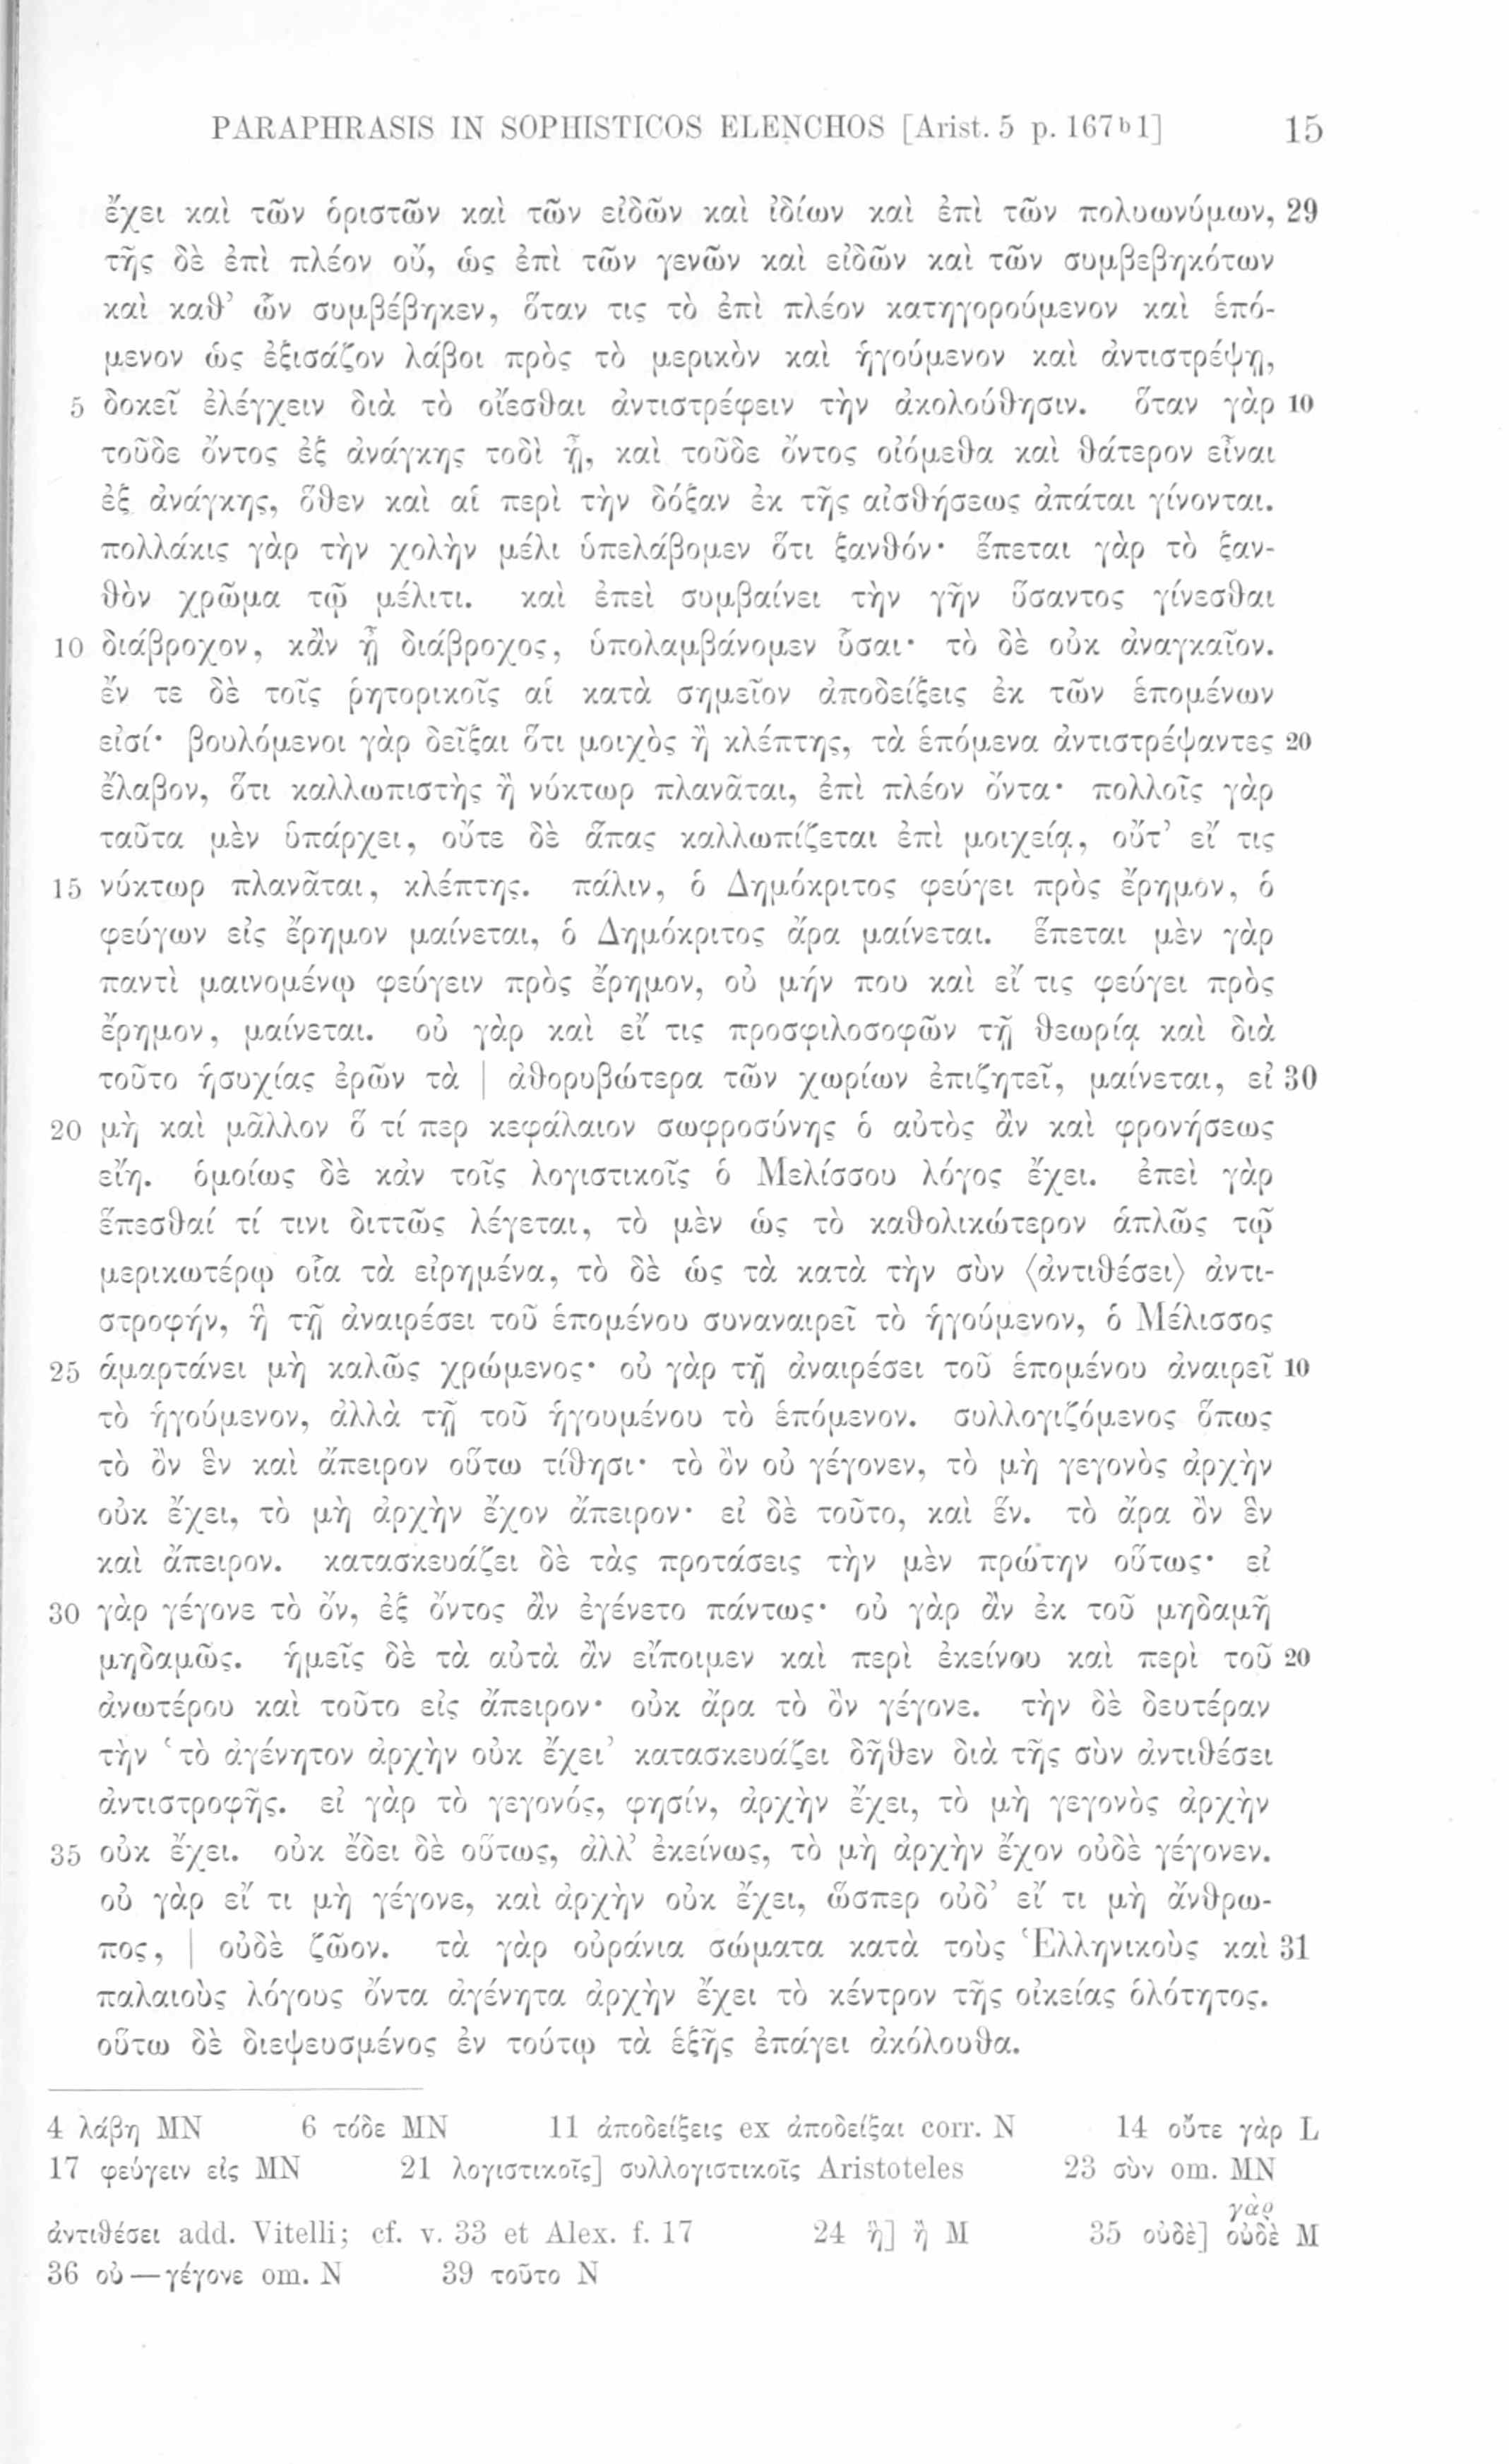 PARAPHRASIS IN SOPHISTICOS ELENCHOS [Arist. 5 p. 167b1] 15
ἔχει καὶ τῶν ὁριστῶν καὶ τῶν εἰδῶν καὶ ἰδίων καὶ ἐπὶ τῶν πολυωνύμων, 29
τῆς δὲ ἐπὶ πλέον οὔ, ὡς ἐπὶ τῶν γενῶν καὶ εἰδῶν καὶ τῶν συμβεβηκότων
καὶ καθ’ ὧν συμβέβηκεν, ὅταν τις τὸ ἐπὶ πλέον κατηγορούμενον καὶ ἑπό-
μενον ὡς ἐξισάζον λάβοι πρὸς τὸ μερικὸν καὶ ἡγούμενον καὶ ἀντιστρέψῃ,
5 δοκεῖ ἐλέγχειν διὰ τὸ οἴεσθαι ἀντιστρέφειν τὴν ἀκολούθησιν. ὅταν γὰρ 10
τοῦδε ὄντος ἐξ ἀνάγκης τοδὶ ᾖ, καὶ τοῦδε ὄντος οἰόμεθα καὶ θάτερον εἶναι
ἐξ ἀνάγκης, ὅθεν καὶ αἱ περὶ τὴν δόξαν ἐκ τῆς αἰσθήσεως ἀπάται γίνονται.
πολλάκις γὰρ τὴν χολὴν μέλι ὑπελάβομεν ὅτι ξανθόν· ἕπεται γὰρ τὸ ξαν-
θὸν χρῶμα τῷ μέλιτι. καὶ ἐπεὶ συμβαίνει τὴν γῆν ὕσαντος γίνεσθαι
10 διάβροχον, κἂν ᾖ διάβροχος, ὑπολαμβάνομεν ὗσαι· τὸ δὲ οὐκ ἀναγκαῖον.
ἔν τε δὲ τοῖς ῥητορικοῖς αἱ κατὰ σημεῖον ἀποδείξεις ἐκ τῶν ἑπομένων
εἰσί· βουλόμενοι γὰρ δεῖξαι ὅτι μοιχὸς ἢ κλέπτης, τὰ ἑπόμενα ἀντιστρέψαντες 20
ἔλαβον, ὅτι καλλωπιστὴς ἢ νύκτωρ πλανᾶται, ἐπὶ πλέον ὄντα· πολλοῖς γὰρ
ταῦτα μὲν ὑπάρχει, οὔτε δὲ ἅπας καλλωπίζεται ἐπὶ μοιχείᾳ, οὔτ’ εἴ τις
15 νύκτωρ πλανᾶται, κλέπτης. πάλιν, ὁ Δημόκριτος φεύγει πρὸς ἔρημον, ὁ
φεύγων εἰς ἔρημον μαίνεται, ὁ Δημόκριτος ἄρα μαίνεται. ἕπεται μὲν γὰρ
παντὶ μαινομένῳ φεύγειν πρὸς ἔρημον, οὐ μήν που καὶ εἴ τις φεύγει πρὸς
ἔρημον, μαίνεται. οὐ γὰρ καὶ εἴ τις προσφιλοσοφῶν τῇ θεωρίᾳ καὶ διὰ
τοῦτο ἡσυχίας ἐρῶν τὰ | ἀθορυβώτερα τῶν χωρίων ἐπιζητεῖ, μαίνεται, εἰ 30
20 μὴ καὶ μᾶλλον ὅ τί περ κεφάλαιον σωφροσύνης ὁ αὐτὸς ἂν καὶ φρονήσεως
εἴη. ὁμοίως δὲ κἀν τοῖς λογιστικοῖς ὁ Μελίσσου λόγος ἔχει. ἐπεὶ γὰρ
ἕπεσθαί τί τινι διττῶς λέγεται, τὸ μὲν ὡς τὸ καθολικώτερον ἁπλῶς τῷ
μερικωτέρῳ οἷα τὰ εἰρημένα, τὸ δὲ ὡς τὰ κατὰ τὴν σὺν ⟨ἀντιθέσει⟩ ἀντι-
στροφήν, ἣ τῇ ἀναιρέσει τοῦ ἑπομένου συναναιρεῖ τὸ ἡγούμενον, ὁ Μέλισσος
25 ἁμαρτάνει μὴ καλῶς χρώμενος· οὐ γὰρ τῇ ἀναιρέσει τοῦ ἑπομένου ἀναιρεῖ 10
τὸ ἡγούμενον, ἀλλὰ τῇ τοῦ ἡγουμένου τὸ ἑπόμενον. συλλογιζόμενος ὅπως
τὸ ὂν ἓν καὶ ἄπειρον οὕτω τίθησι· τὸ ὂν οὐ γέγονεν, τὸ μὴ γεγονὸς ἀρχὴν
οὐκ ἔχει, τὸ μὴ ἀρχὴν ἔχον ἄπειρον· εἰ δὲ τοῦτο, καὶ ἕν. τὸ ἄρα ὂν ἓν
καὶ ἄπειρον. κατασκευάζει δὲ τὰς προτάσεις τὴν μὲν πρώτην οὕτως· εἰ
30 γὰρ γέγονε τὸ ὄν, ἐξ ὄντος ἂν ἐγένετο πάντως· οὐ γὰρ ἂν ἐκ τοῦ μηδαμῆ
μηδαμῶς. ἡμεῖς δὲ τὰ αὐτὰ ἂν εἴποιμεν καὶ περὶ ἐκείνου καὶ περὶ τοῦ 20
ἀνωτέρου καὶ τοῦτο εἰς ἄπειρον· οὐκ ἄρα τὸ ὂν γέγονε. τὴν δὲ δευτέραν
τὴν ‘τὸ ἀγένητον ἀρχὴν οὐκ ἔχει’ κατασκευάζει δῆθεν διὰ τῆς σὺν ἀντιθέσει
ἀντιστροφῆς. εἰ γὰρ τὸ γεγονός, φησίν, ἀρχὴν ἔχει, τὸ μὴ γεγονὸς ἀρχὴν
35 οὐκ ἔχει. οὐκ ἔδει δὲ οὕτως, ἀλλ’ ἐκείνως, τὸ μὴ ἀρχὴν ἔχον οὐδὲ γέγονεν.
οὐ γὰρ εἴ τι μὴ γέγονε, καὶ ἀρχὴν οὐκ ἔχει, ὥσπερ οὐδ’ εἴ τι μὴ ἄνθρω-
πος, | οὐδὲ ζῶον. τὰ γὰρ οὐράνια σώματα κατὰ τοὺς Ἑλληνικοὺς καὶ 31
παλαιοὺς λόγους ὄντα ἀγένητα ἀρχὴν ἔχει τὸ κέντρον τῆς οἰκείας ὁλότητος.
οὕτω δὲ διεψευσμένος ἐν τούτῳ τὰ ἑξῆς ἐπάγει ἀκόλουθα.
4 λάβη MN 6 τόδε MN 11 ἀποδείξεις ex ἀποδείξαι corr. N 14 οὔτε γὰρ L
17 φεύγειν εἰς MN 21 λογιστικοῖς] συλλογιστικοῖς Aristoteles 23 σὺν om. MN
ἀντιθέσει add. Vitelli; cf. v. 33 et Alex. f. 17 24 ἣ] ἢ M 35 οὐδὲ] οὐδὲ γὰρ M
36 οὐ — γέγονε om. N 39 τοῦτο N